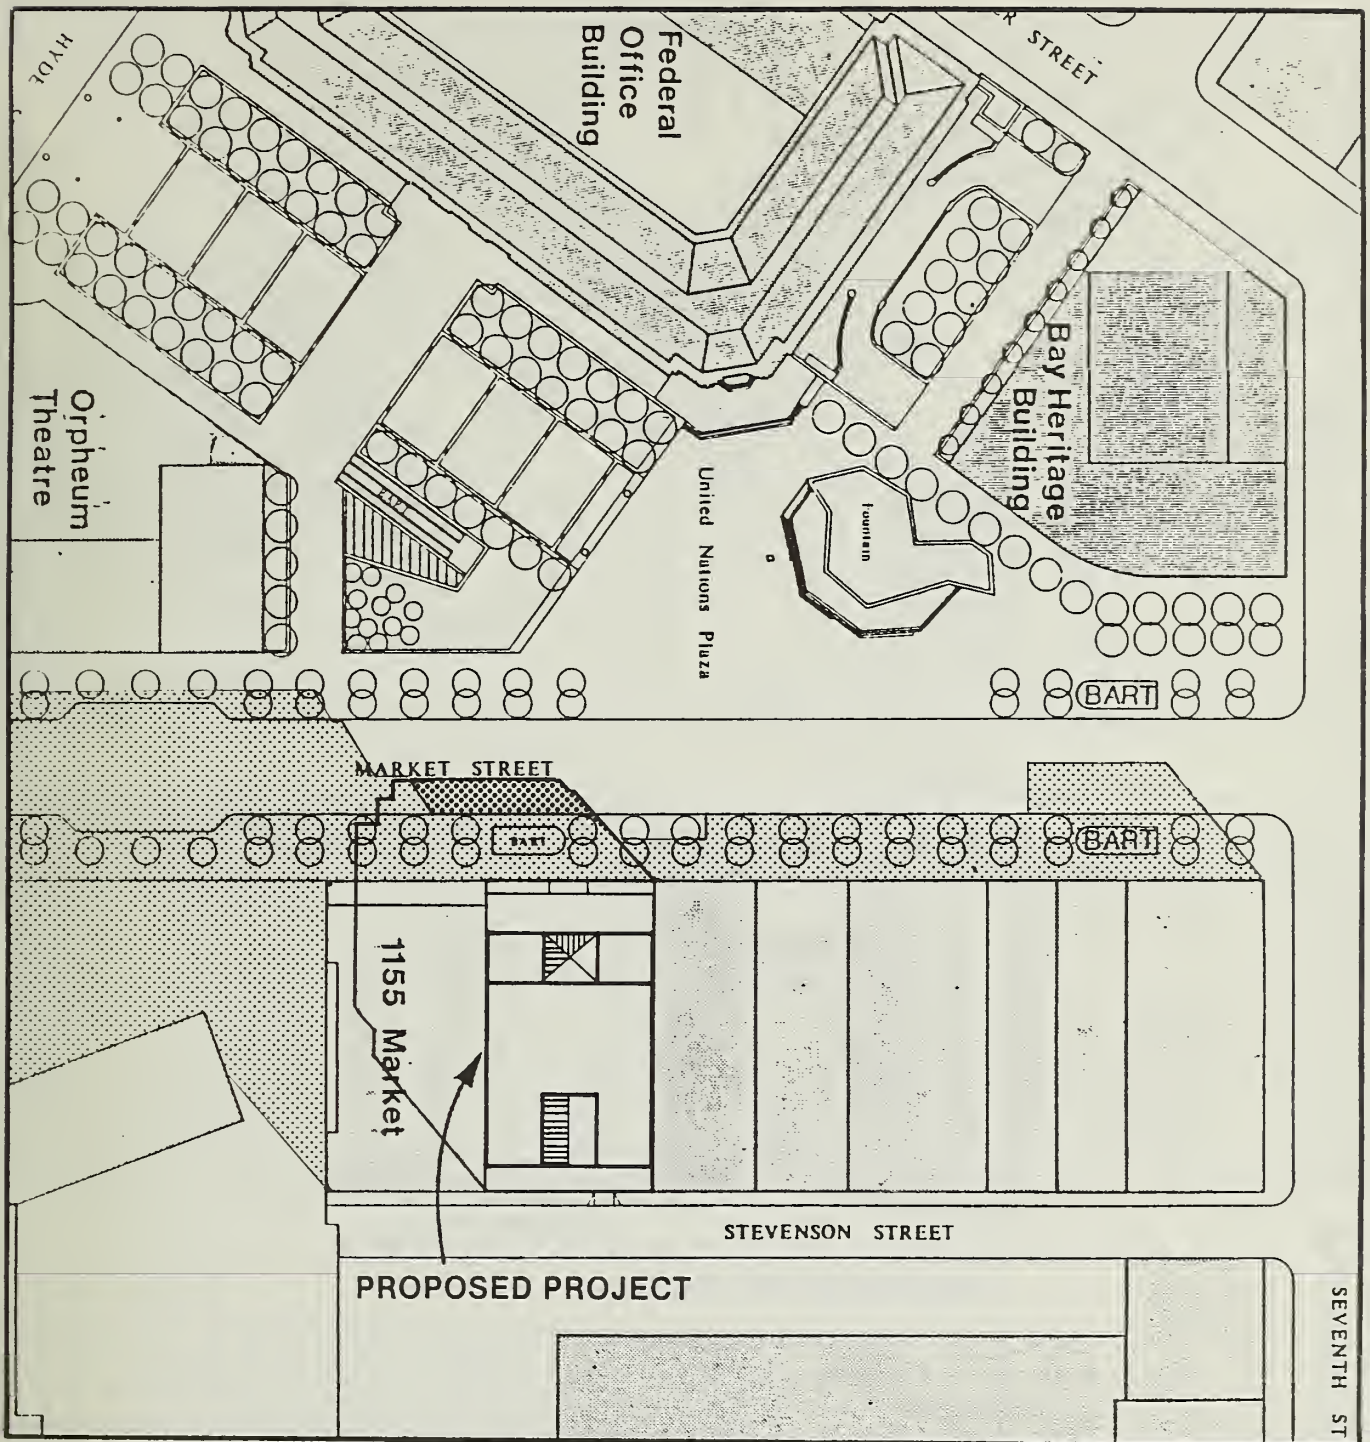 HYDE
Federal
Office
Building
STREET
Bay Heritage
Building
Orpheum
Theatre
United Nations Plaza
Fountain
BART
MARKET STREET
BART
BART
1155 Market
STEVENSON STREET
PROPOSED PROJECT
SEVENTH ST